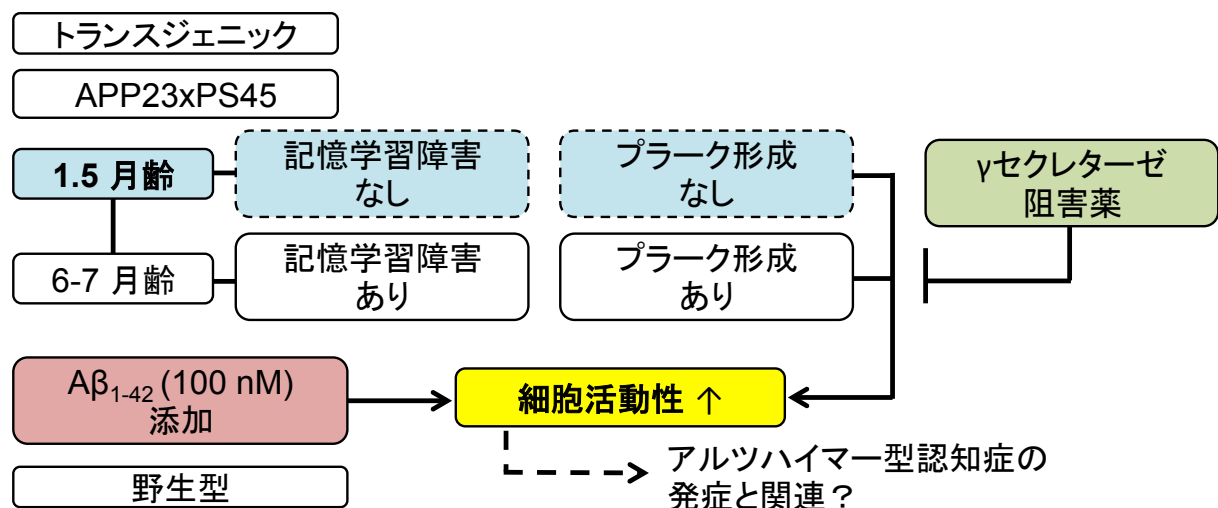 トランスジェニック
APP23xPS45
1.5 月齢
記憶学習障害
なし
プラーク形成
なし
γセクレターゼ
阻害薬
6-7 月齢
記憶学習障害
あり
プラーク形成
あり
Aβ1-42 (100 nM)
添加
細胞活動性 ↑
アルツハイマー型認知症の
発症と関連？
野生型